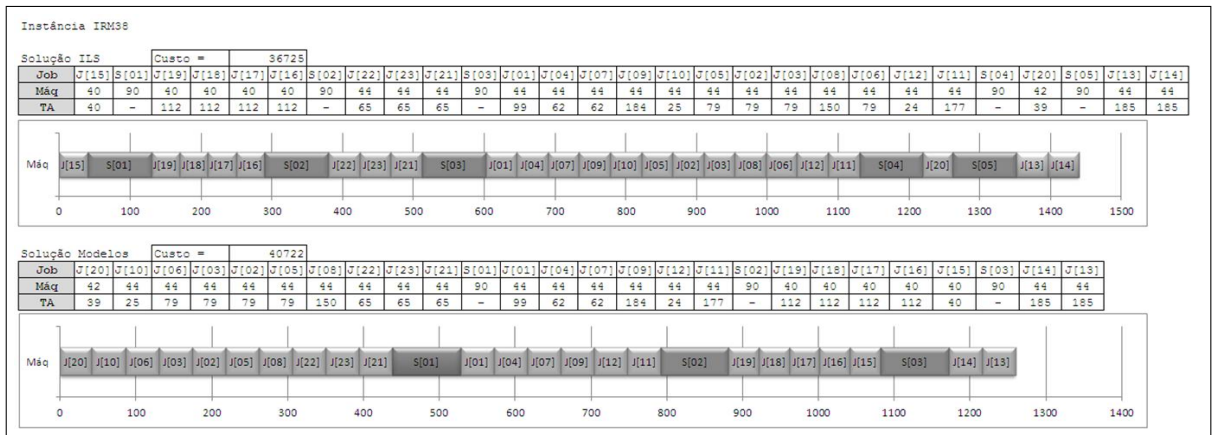 Instância IRM38
Solução ILS Custo = 36725
Job J[15] S[01] J[19] J[18] J[17] J[16] S[02] J[22] J[23] J[21] S[03] J[01] J[04] J[07] J[09] J[10] J[05] J[02] J[03] J[08] J[06] J[12] J[11] S[04] J[20] S[05] J[13] J[14]
Máq 40 90 40 40 40 40 90 44 44 44 90 44 44 44 44 44 44 44 44 44 44 44 44 90 42 90 44 44
TA 40 - 112 112 112 112 - 65 65 65 - 99 62 62 184 25 79 79 79 150 79 24 177 - 39 - 185 185
Máq J[15] S[01] J[19] J[18] J[17] J[16] S[02] J[22] J[23] J[21] S[03] J[01] J[04] J[07] J[09] J[10] J[05] J[02] J[03] J[08] J[06] J[12] J[11] S[04] J[20] S[05] J[13] J[14]
0 100 200 300 400 500 600 700 800 900 1000 1100 1200 1300 1400 1500
Solução Modelos Custo = 40722
Job J[20] J[10] J[06] J[03] J[02] J[05] J[08] J[22] J[23] J[21] S[01] J[01] J[04] J[07] J[09] J[12] J[11] S[02] J[19] J[18] J[17] J[16] J[15] S[03] J[14] J[13]
Máq 42 44 44 44 44 44 44 44 44 44 90 44 44 44 44 44 44 90 40 40 40 40 40 90 44 44
TA 39 25 79 79 79 79 150 65 65 65 - 99 62 62 184 24 177 - 112 112 112 112 40 - 185 185
Máq J[20] J[10] J[06] J[03] J[02] J[05] J[08] J[22] J[23] J[21] S[01] J[01] J[04] J[07] J[09] J[12] J[11] S[02] J[19] J[18] J[17] J[16] J[15] S[03] J[14] J[13]
0 100 200 300 400 500 600 700 800 900 1000 1100 1200 1300 1400